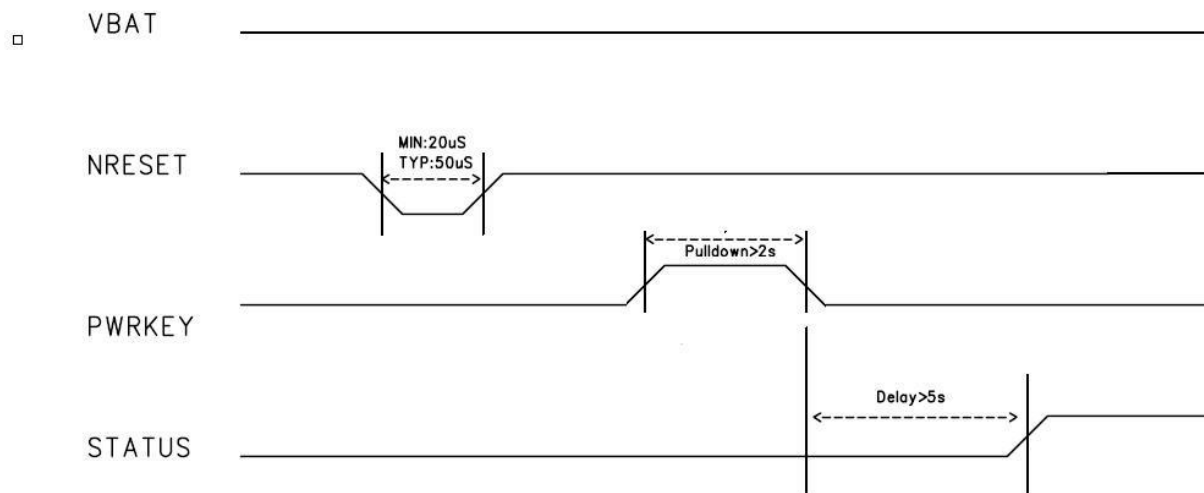 VBAT
MIN:20uS
NRESET
TYP:50uS
Pulldown>2s
PWRKEY
Delay>5s
STATUS